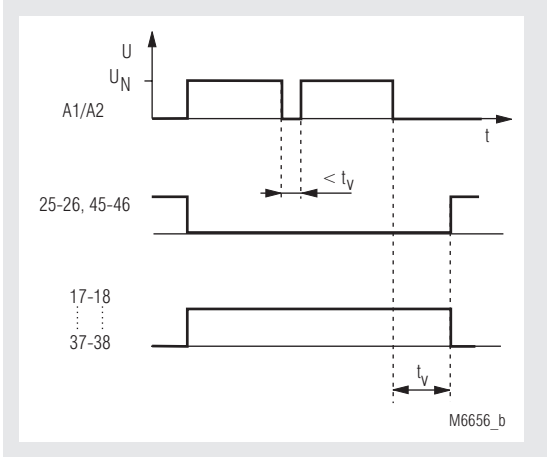 U
U_N
A1/A2
t
< t_v
25-26, 45-46
17-18
37-38
t_v
M6656_b